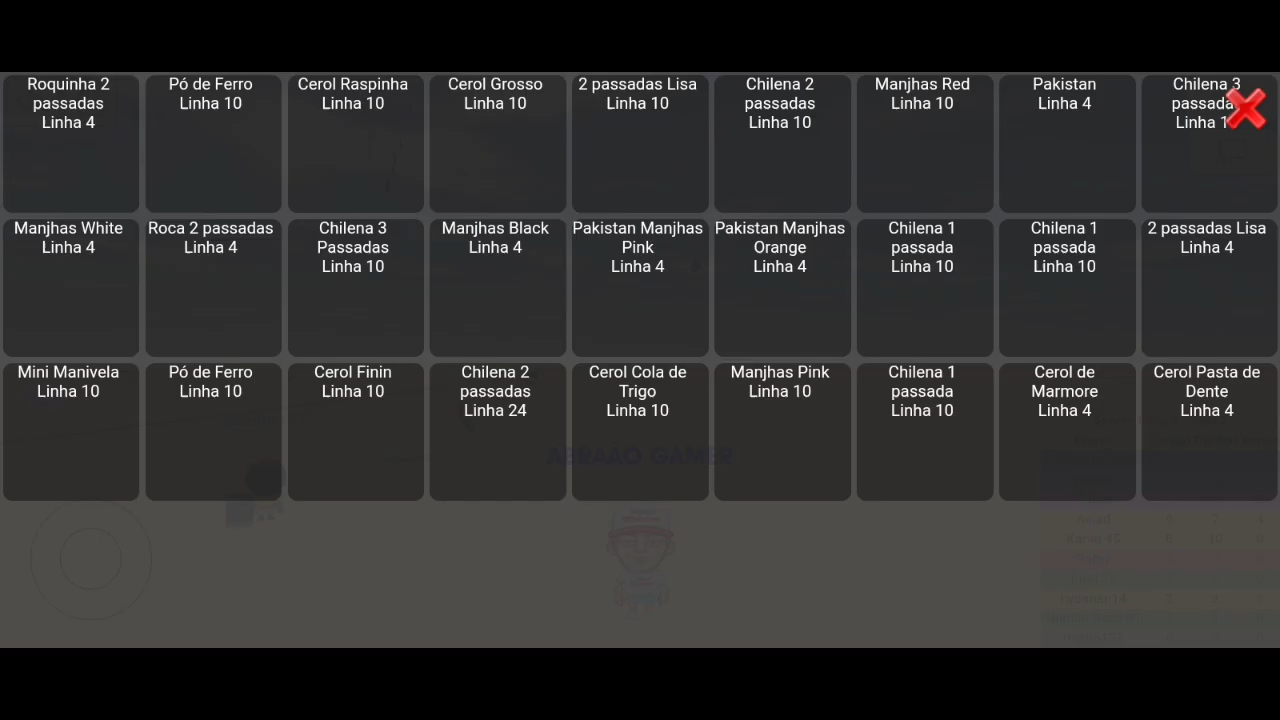 Roquinha 2
passadas
Linha 4
Pó de Ferro
Linha 10
Cerol Raspinha
Linha 10
Cerol Grosso
Linha 10
2 passadas Lisa
Linha 10
Chilena 2
passadas
Linha 10
Manjhas Red
Linha 10
Pakistan
Linha 4
Chilena 3
Linha
Manjhas White
Linha 4
Roca 2 passadas
Linha 4
Chilena 3
Passadas
Linha 10
Manjhas Black
Linha 4
Pakistan Manjhas
Pink
Linha 4
Pakistan Manjhas
Orange
Linha 4
Chilena 1
passada
Linha 10
Chilena 1
passada
Linha 10
2 passadas Lisa
Linha 4
Mini Manivela
Linha 10
Pó de Ferro
Linha 10
Cerol Finin
Linha 10
Chilena 2
passadas
Linha 24
Cerol Cola de
Trigo
Linha 10
Manjhas Pink
Linha 10
Chilena 1
passada
Linha 10
Cerol de
Marmore
Linha 4
Cerol Pasta de
Dente
Linha 4
ABRAÃO GAMER